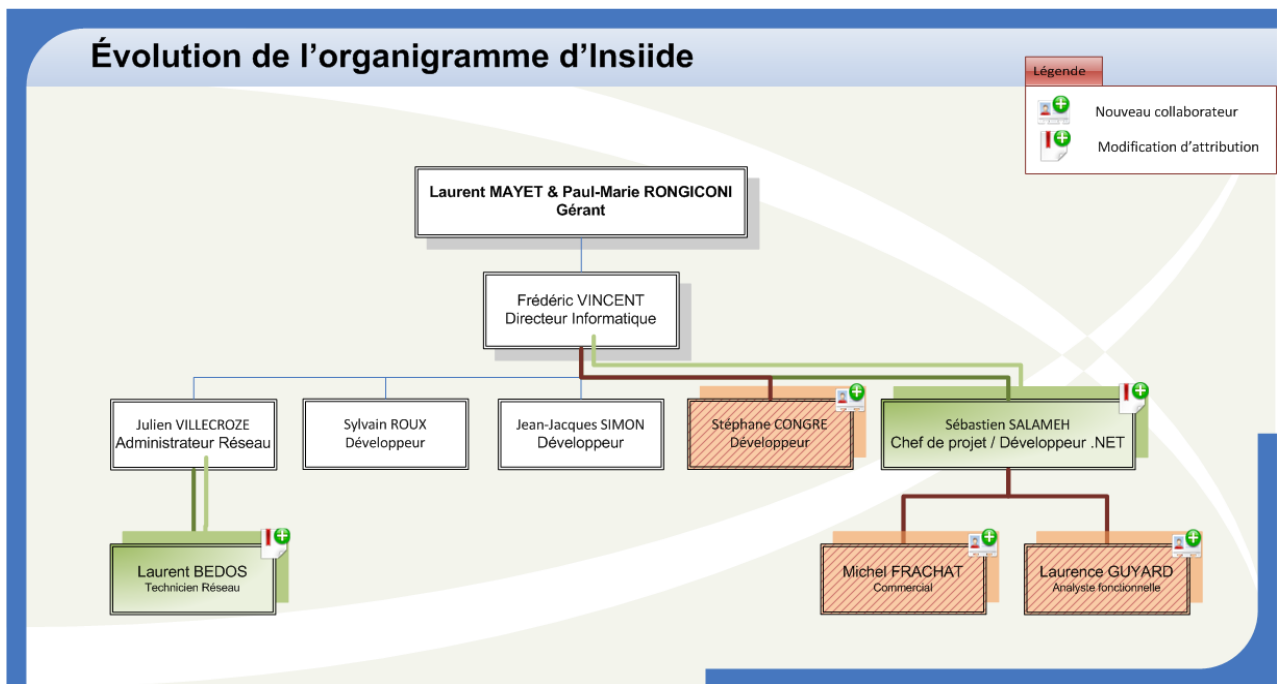 Évolution de l'organigramme d'Insiide
Légende
Nouveau collaborateur
Modification d'attribution
Laurent MAYET & Paul-Marie RONGICONI
Gérant
Frédéric VINCENT
Directeur Informatique
Julien VILLECROZE
Administrateur Réseau
Sylvain ROUX
Développeur
Jean-Jacques SIMON
Développeur
Stéphane CONGRE
Développeur
Sébastien SALAMEH
Chef de projet / Développeur .NET
Laurent BEDOS
Technicien Réseau
Michel FRACHAT
Commercial
Laurence GUYARD
Analyste fonctionnelle